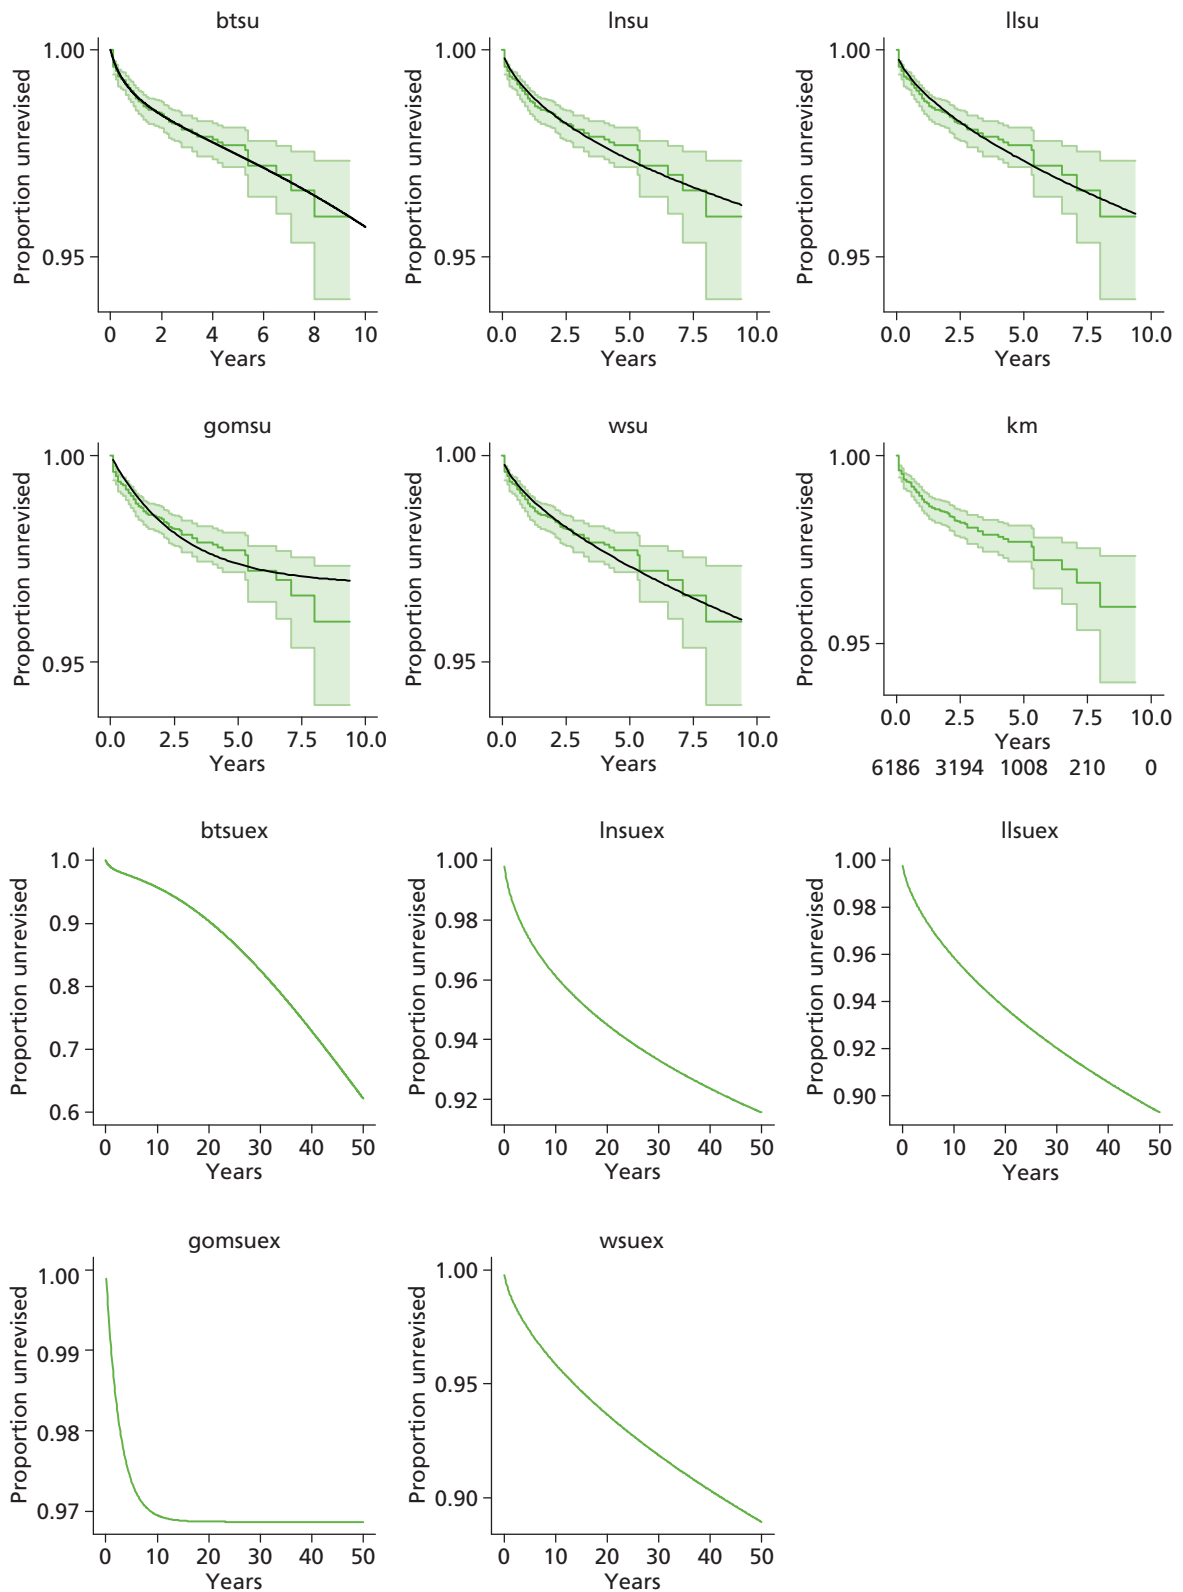 btsu
lnsu
llsu
Proportion unrevised
1.00
0.95
0 2 4 6 8 10
Years
Proportion unrevised
1.00
0.95
0.0 2.5 5.0 7.5 10.0
Years
Proportion unrevised
1.00
0.95
0.0 2.5 5.0 7.5 10.0
Years
gomsu
wsu
km
Proportion unrevised
1.00
0.95
0.0 2.5 5.0 7.5 10.0
Years
Proportion unrevised
1.00
0.95
0.0 2.5 5.0 7.5 10.0
Years
Proportion unrevised
1.00
0.95
0.0 2.5 5.0 7.5 10.0
Years
6186 3194 1008 210 0
btsuex
lnsuex
llsuex
Proportion unrevised
1.0
0.9
0.8
0.7
0.6
0 10 20 30 40 50
Years
Proportion unrevised
1.00
0.98
0.96
0.94
0.92
0 10 20 30 40 50
Years
Proportion unrevised
1.00
0.98
0.96
0.94
0.92
0.90
0 10 20 30 40 50
Years
gomsuex
wsuex
Proportion unrevised
1.00
0.99
0.98
0.97
0 10 20 30 40 50
Years
Proportion unrevised
1.00
0.95
0.90
0 10 20 30 40 50
Years